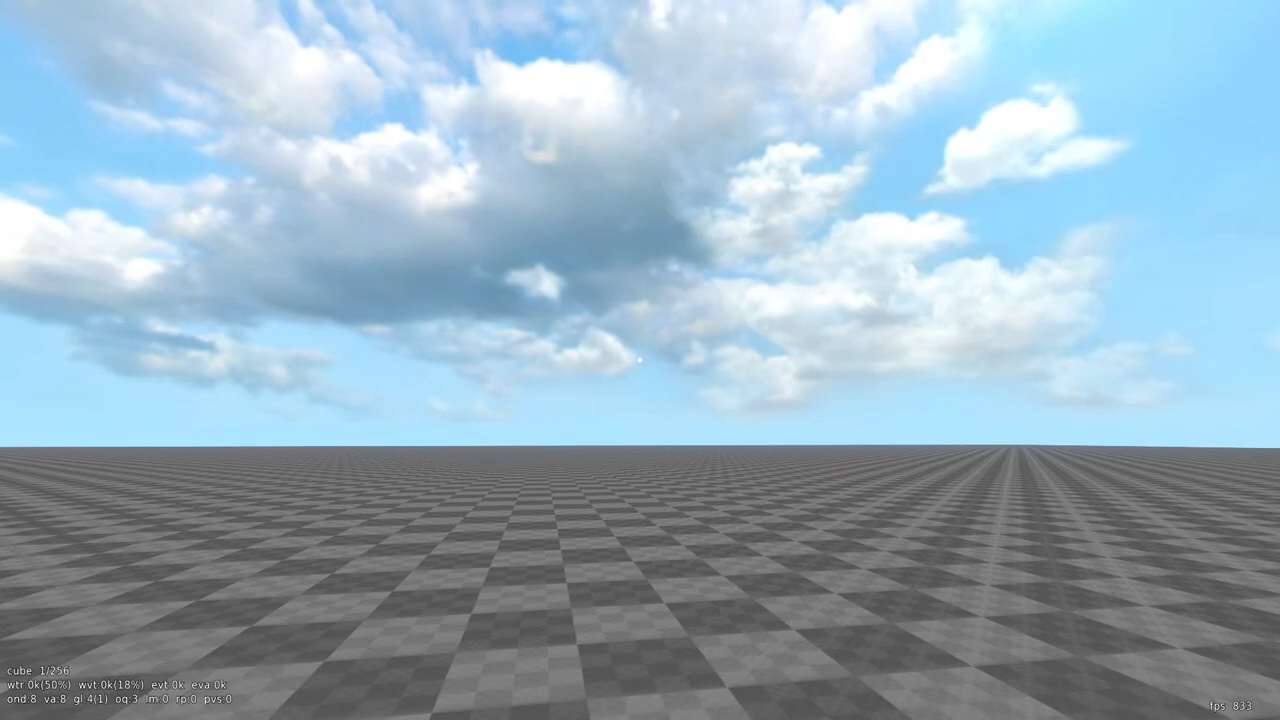 cube 1/256
wtr:0k(50%) wvt:0k(18%) evt:0k eva:0k
ond:8 va:8 gl:4(1) oq:3 lm:0 rp:0 pvs:0
fps 833